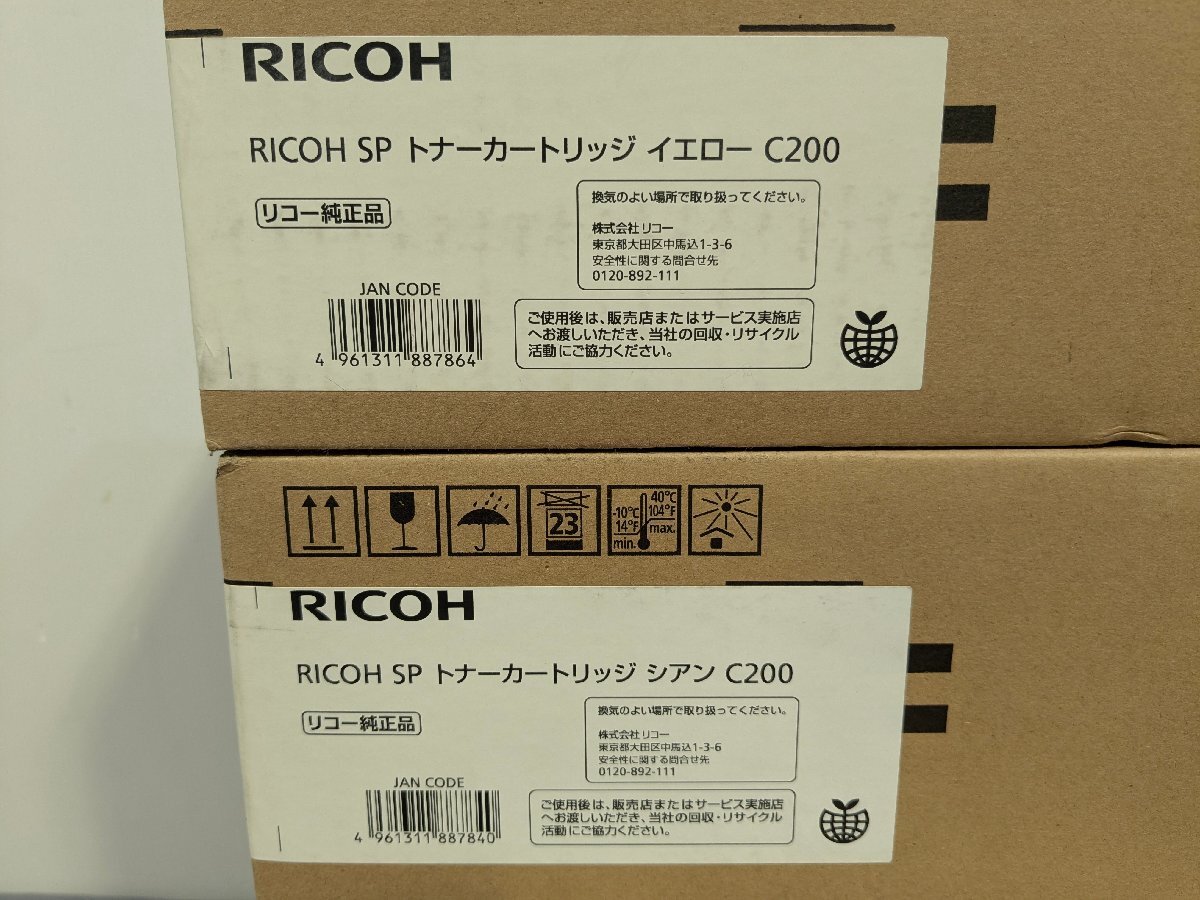 RICOH
RICOH SP トナーカートリッジ イエロー C200
リコー純正品
換気のよい場所で取り扱ってください。
株式会社リコー
東京都大田区中馬込1-3-6
安全性に関する問合せ先
0120-892-111
JAN CODE
4 961311 887864
ご使用後は、販売店またはサービス実施店
へお渡しいただき、当社の回収・リサイクル
活動にご協力ください。
23
-10°C
14°F
min.
40°C
104°F
max.
RICOH
RICOH SP トナーカートリッジ シアン C200
リコー純正品
換気のよい場所で取り扱ってください。
株式会社リコー
東京都大田区中馬込1-3-6
安全性に関する問合せ先
0120-892-111
JAN CODE
4 961311 887840
ご使用後は、販売店またはサービス実施店
へお渡しいただき、当社の回収・リサイクル
活動にご協力ください。